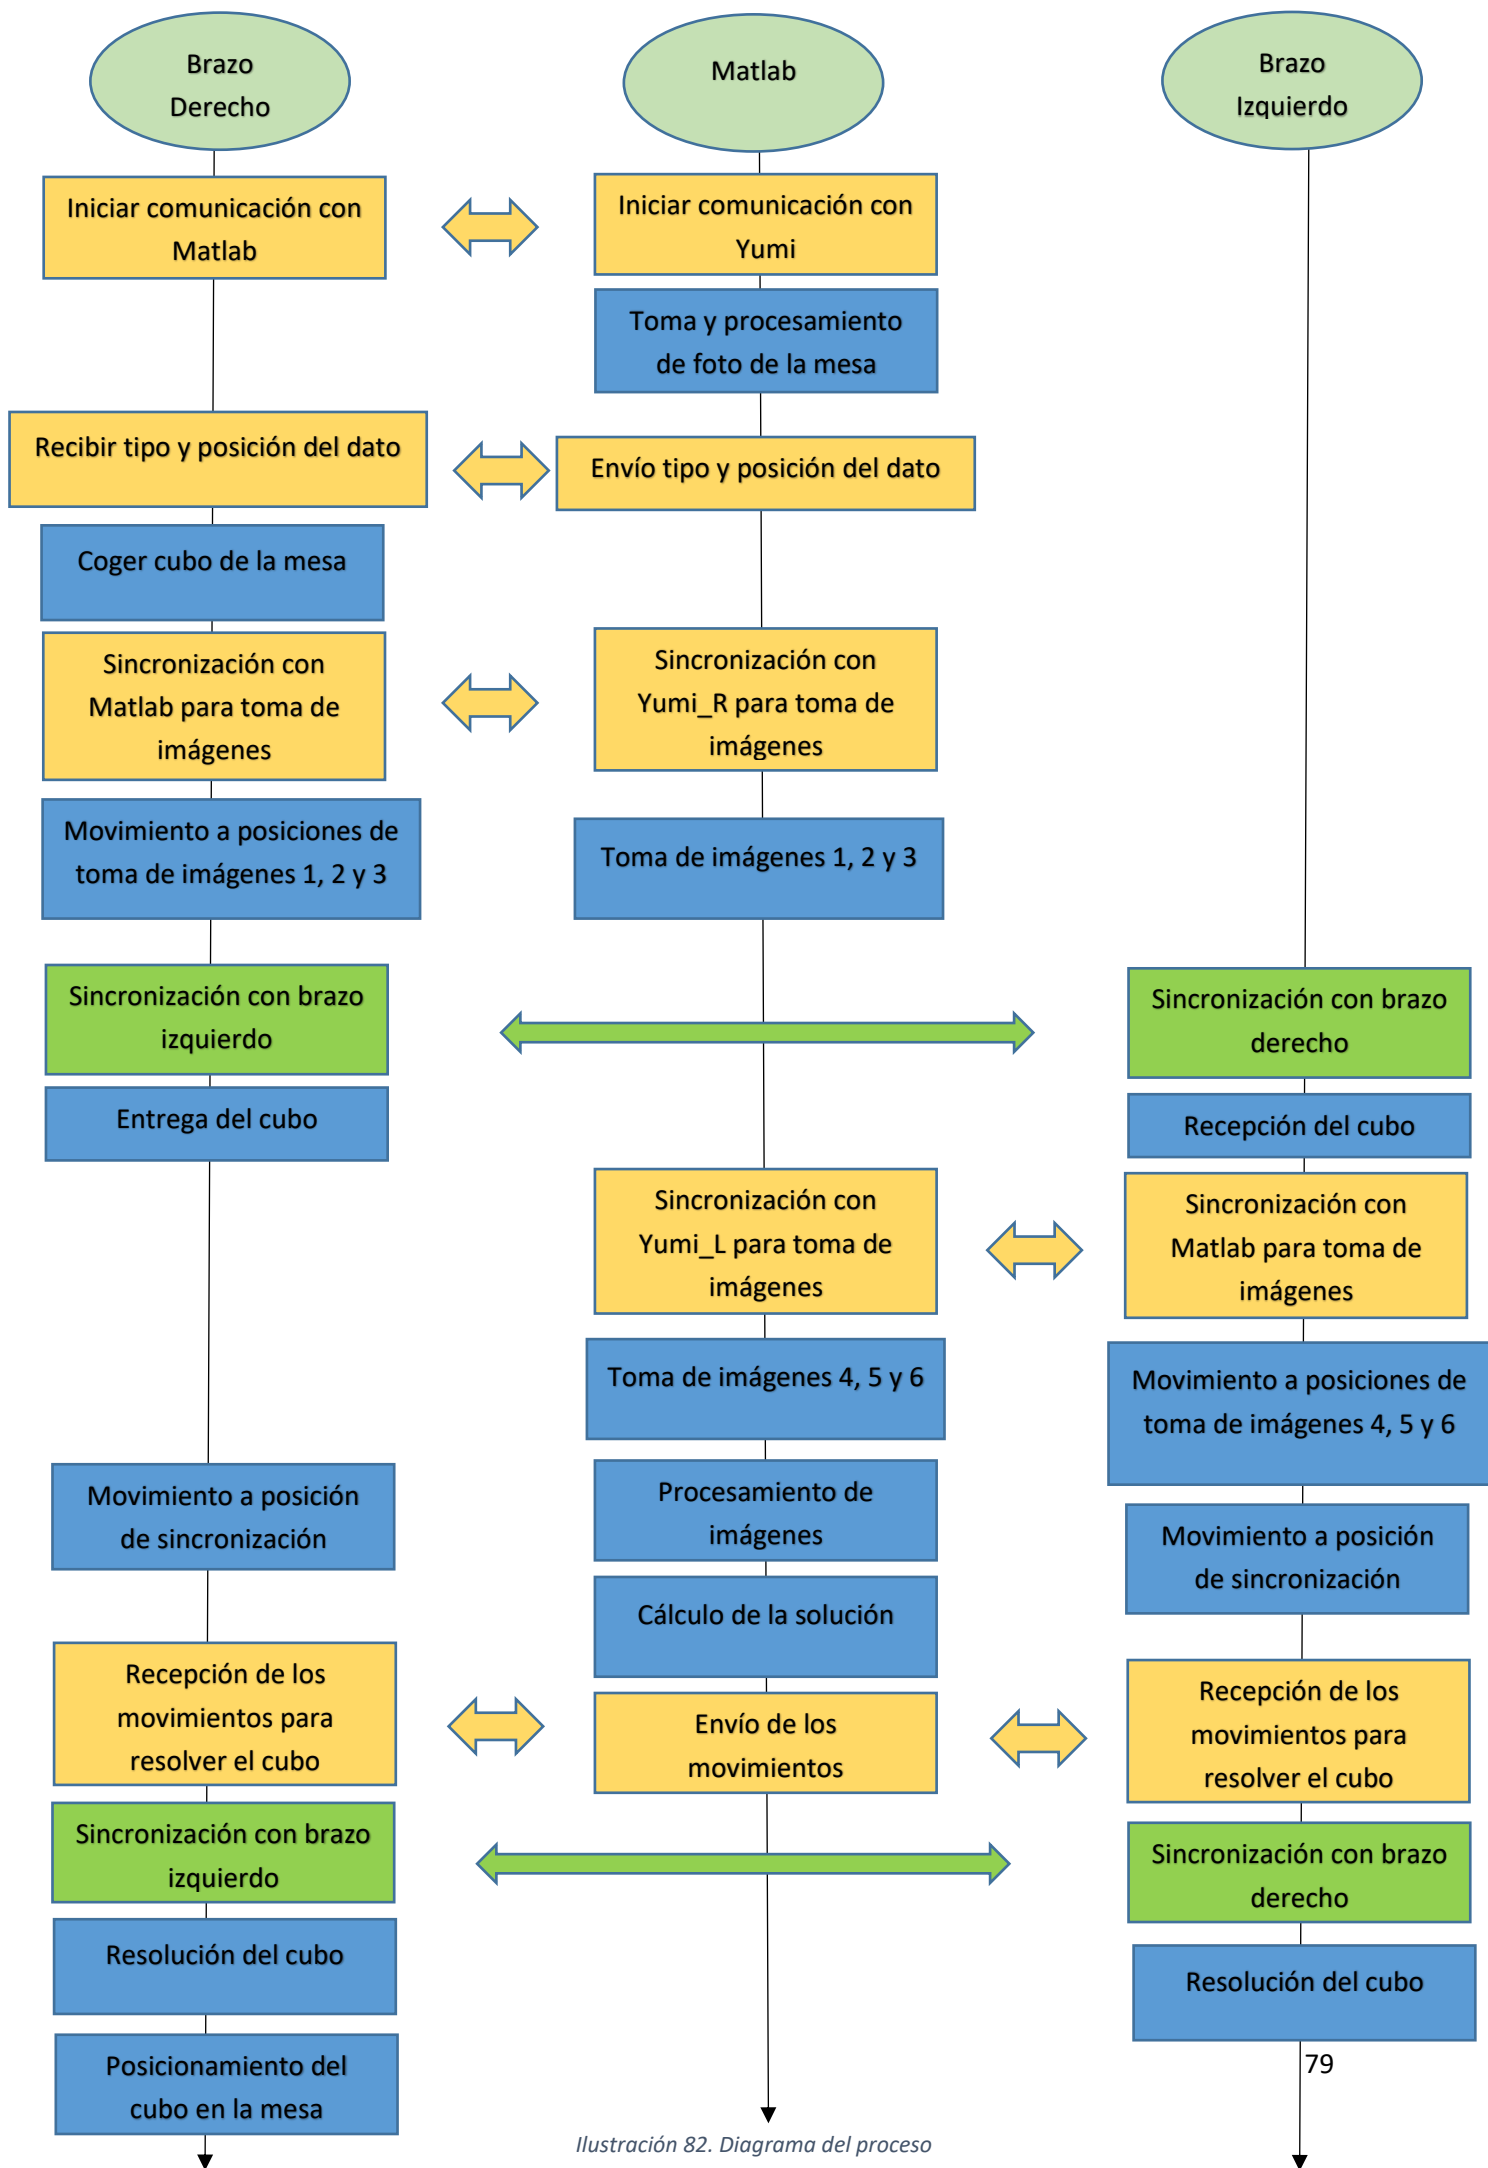 Brazo
Derecho
Matlab
Brazo
Izquierdo
Iniciar comunicación con
Matlab
Iniciar comunicación con
Yumi
Toma y procesamiento
de foto de la mesa
Recibir tipo y posición del dato
Envío tipo y posición del dato
Coger cubo de la mesa
Sincronización con
Matlab para toma de
imágenes
Sincronización con
Yumi_R para toma de
imágenes
Movimiento a posiciones de
toma de imágenes 1, 2 y 3
Toma de imágenes 1, 2 y 3
Sincronización con brazo
izquierdo
Sincronización con brazo
derecho
Entrega del cubo
Recepción del cubo
Sincronización con
Yumi_L para toma de
imágenes
Sincronización con
Matlab para toma de
imágenes
Toma de imágenes 4, 5 y 6
Movimiento a posiciones de
toma de imágenes 4, 5 y 6
Movimiento a posición
de sincronización
Procesamiento de
imágenes
Movimiento a posición
de sincronización
Cálculo de la solución
Recepción de los
movimientos para
resolver el cubo
Envío de los
movimientos
Recepción de los
movimientos para
resolver el cubo
Sincronización con brazo
izquierdo
Sincronización con brazo
derecho
Resolución del cubo
Resolución del cubo
Posicionamiento del
cubo en la mesa
79
Ilustración 82. Diagrama del proceso